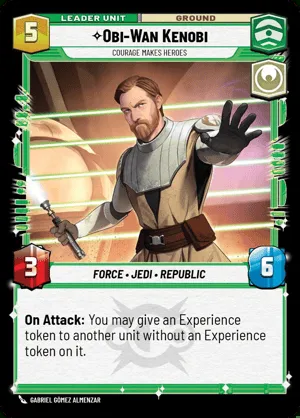 5
LEADER UNIT
GROUND
OBI-WAN KENOBI
COURAGE MAKES HEROES
3
6
FORCE • JEDI • REPUBLIC
On Attack: You may give an Experience
token to another unit without an Experience
token on it.
GABRIEL GÓMEZ ALMENZAR